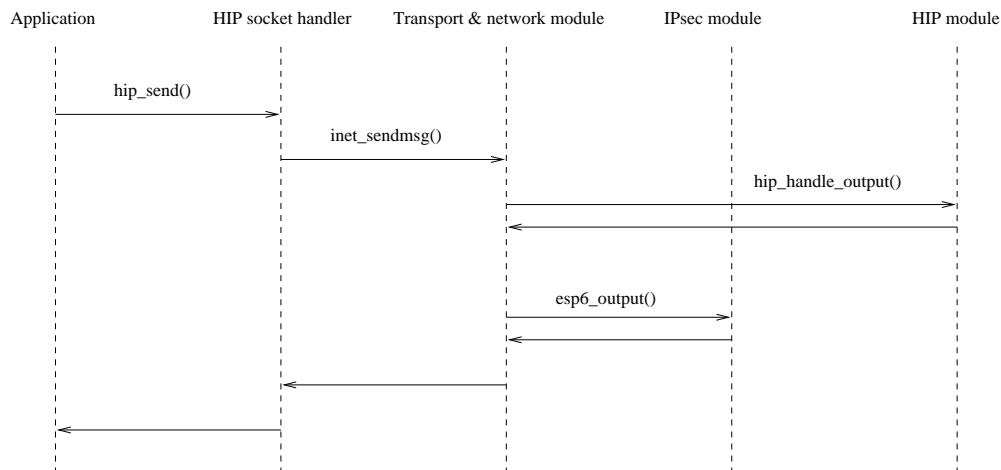 Application HIP socket handler Transport & network module IPsec module HIP module
hip_send()
inet_sendmsg()
hip_handle_output()
esp6_output()